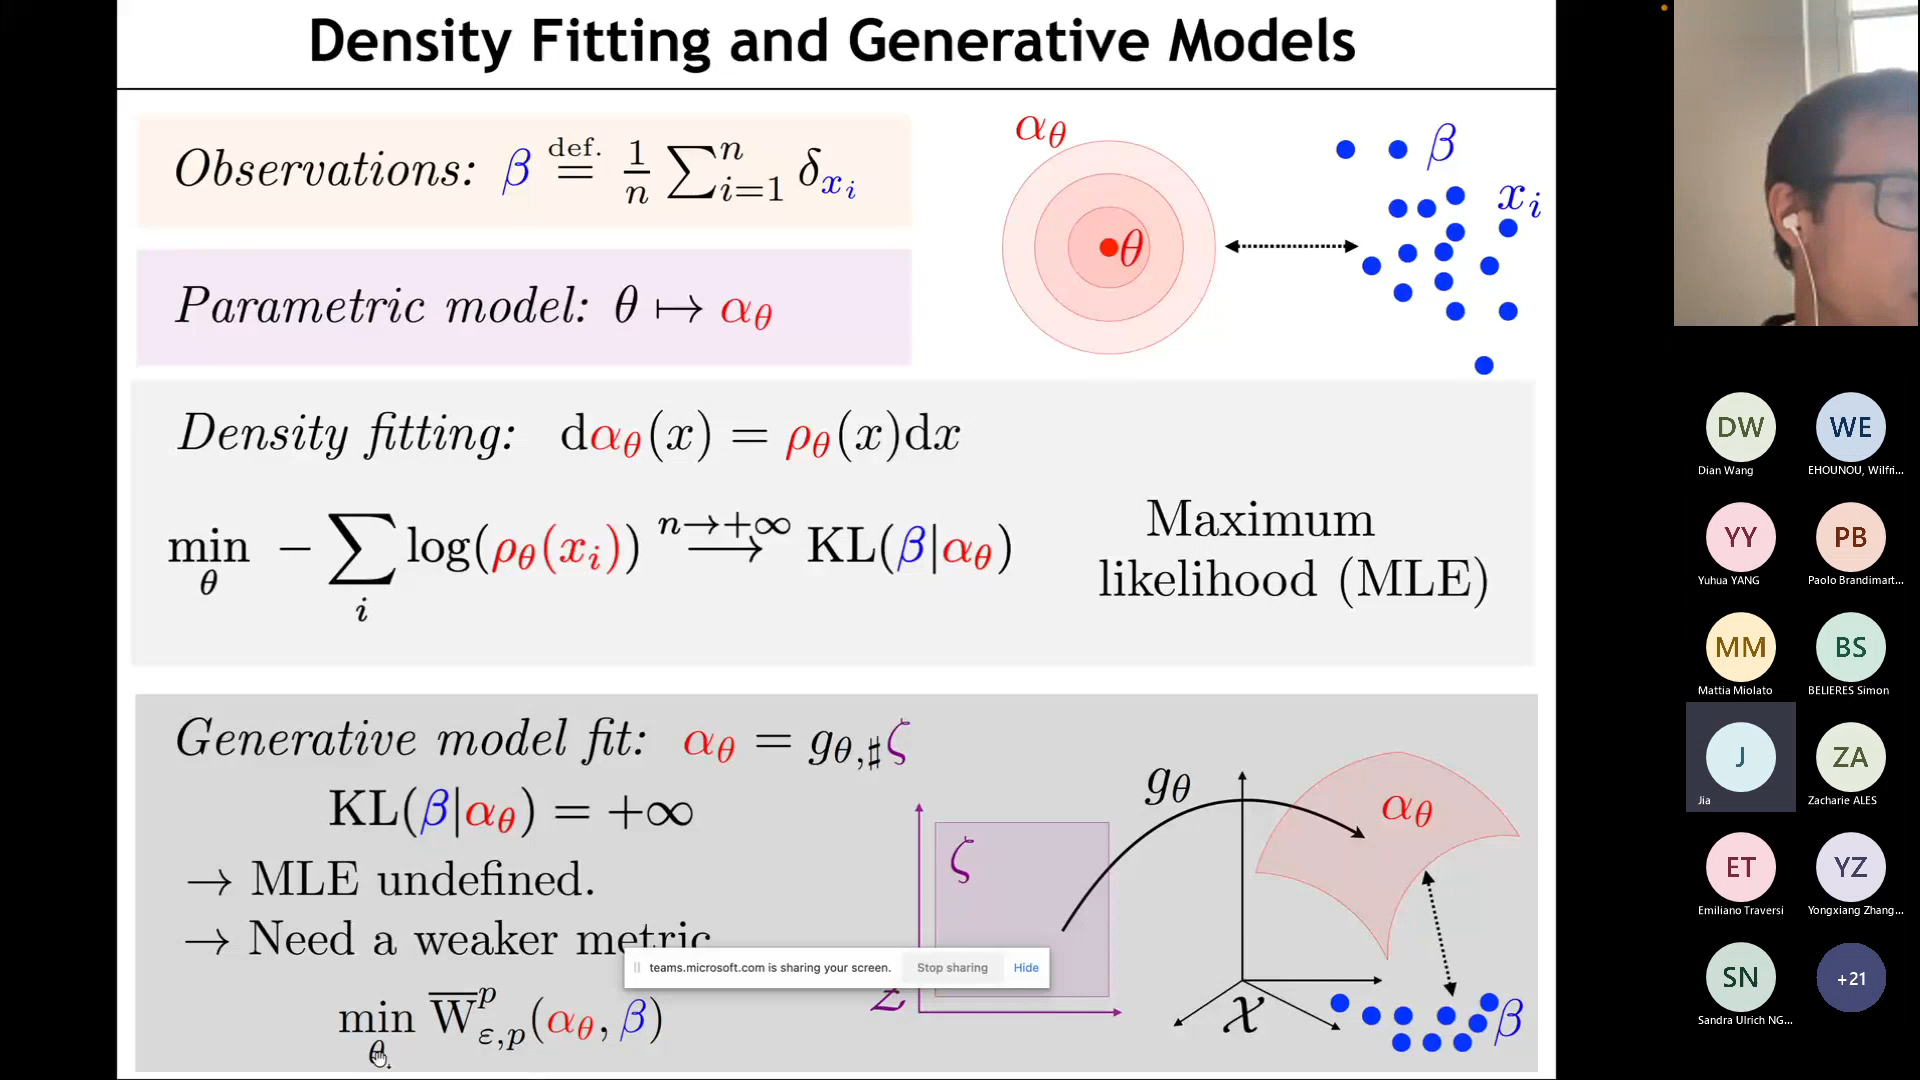 Density Fitting and Generative Models
Observations: β def. = 1/n ∑_{i=1}^n δ_{x_i}
α_θ
θ
β
x_i
Parametric model: θ ↦ α_θ
Density fitting: dα_θ(x) = ρ_θ(x)dx
min_θ − ∑_i log(ρ_θ(x_i)) n→+∞ ⟶ KL(β|α_θ)
Maximum
likelihood (MLE)
Generative model fit: α_θ = g_{θ,♯}ζ
KL(β|α_θ) = +∞
→ MLE undefined.
→ Need a weaker metric
min_θ W̅^p_{ε,p}(α_θ, β)
ζ
Z
g_θ
α_θ
X
β
teams.microsoft.com is sharing your screen.
Stop sharing
Hide
DW
Dian Wang
WE
EHOUNOU, Wilfri...
YY
Yuhua YANG
PB
Paolo Brandimart...
MM
Mattia Miolato
BS
BELIERES Simon
J
Jia
ZA
Zacharie ALES
ET
Emiliano Traversi
YZ
Yongxiang Zhang...
SN
Sandra Ulrich NG...
+21